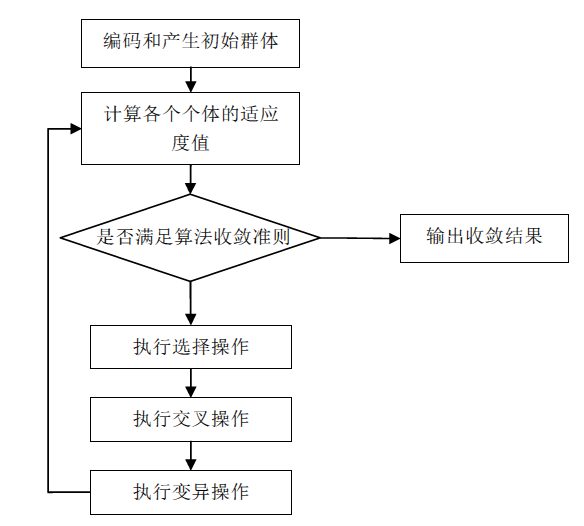 编码和产生初始群体
计算各个个体的适应
度值
是否满足算法收敛准则
输出收敛结果
执行选择操作
执行交叉操作
执行变异操作